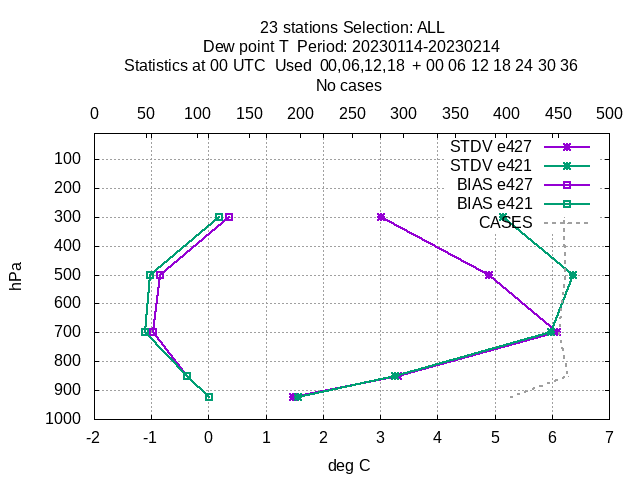 23 stations Selection: ALL
Dew point T  Period: 20230114-20230214
Statistics at 00 UTC  Used  00,06,12,18  + 00 06 12 18 24 30 36
No cases
0 50 100 150 200 250 300 350 400 450 500
STDV e427
STDV e421
BIAS e427
BIAS e421
CASES
hPa
100
200
300
400
500
600
700
800
900
1000
-2 -1 0 1 2 3 4 5 6 7
deg C